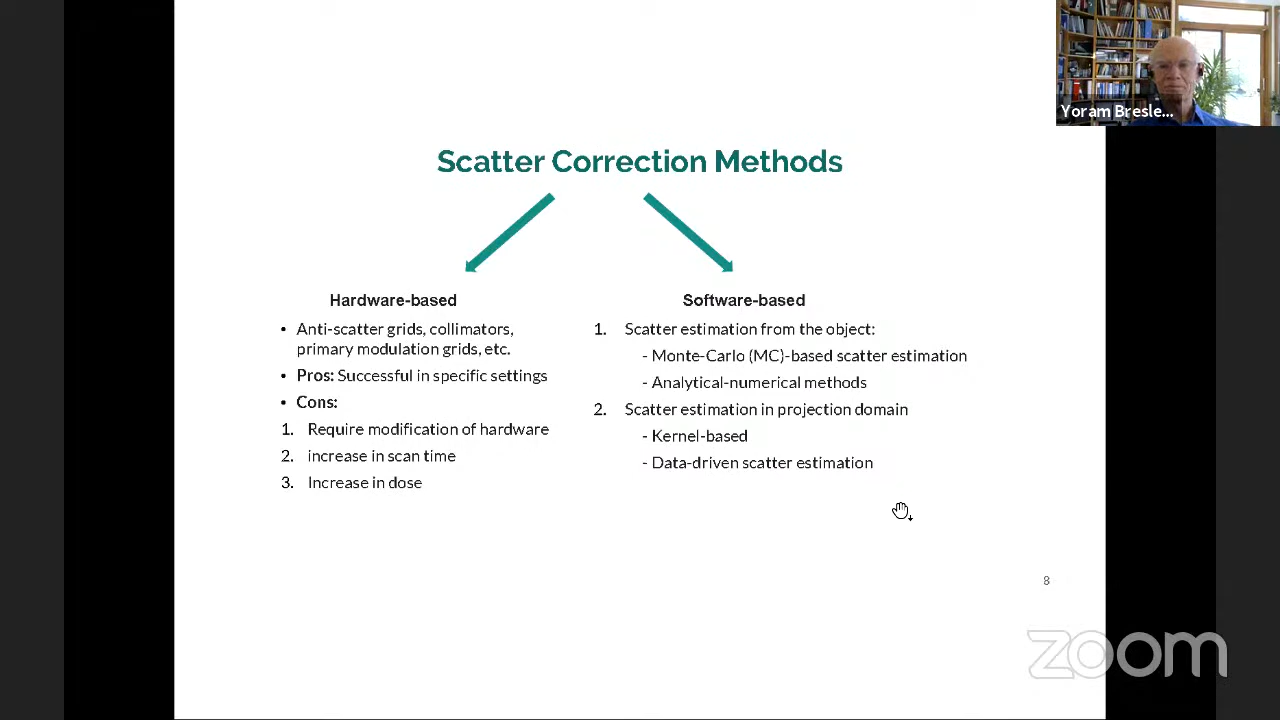 Yoram Bresle...
Scatter Correction Methods
Hardware-based
• Anti-scatter grids, collimators,
primary modulation grids, etc.
• Pros: Successful in specific settings
• Cons:
1. Require modification of hardware
2. increase in scan time
3. Increase in dose
Software-based
1. Scatter estimation from the object:
- Monte-Carlo (MC)-based scatter estimation
- Analytical-numerical methods
2. Scatter estimation in projection domain
- Kernel-based
- Data-driven scatter estimation
8
zoom